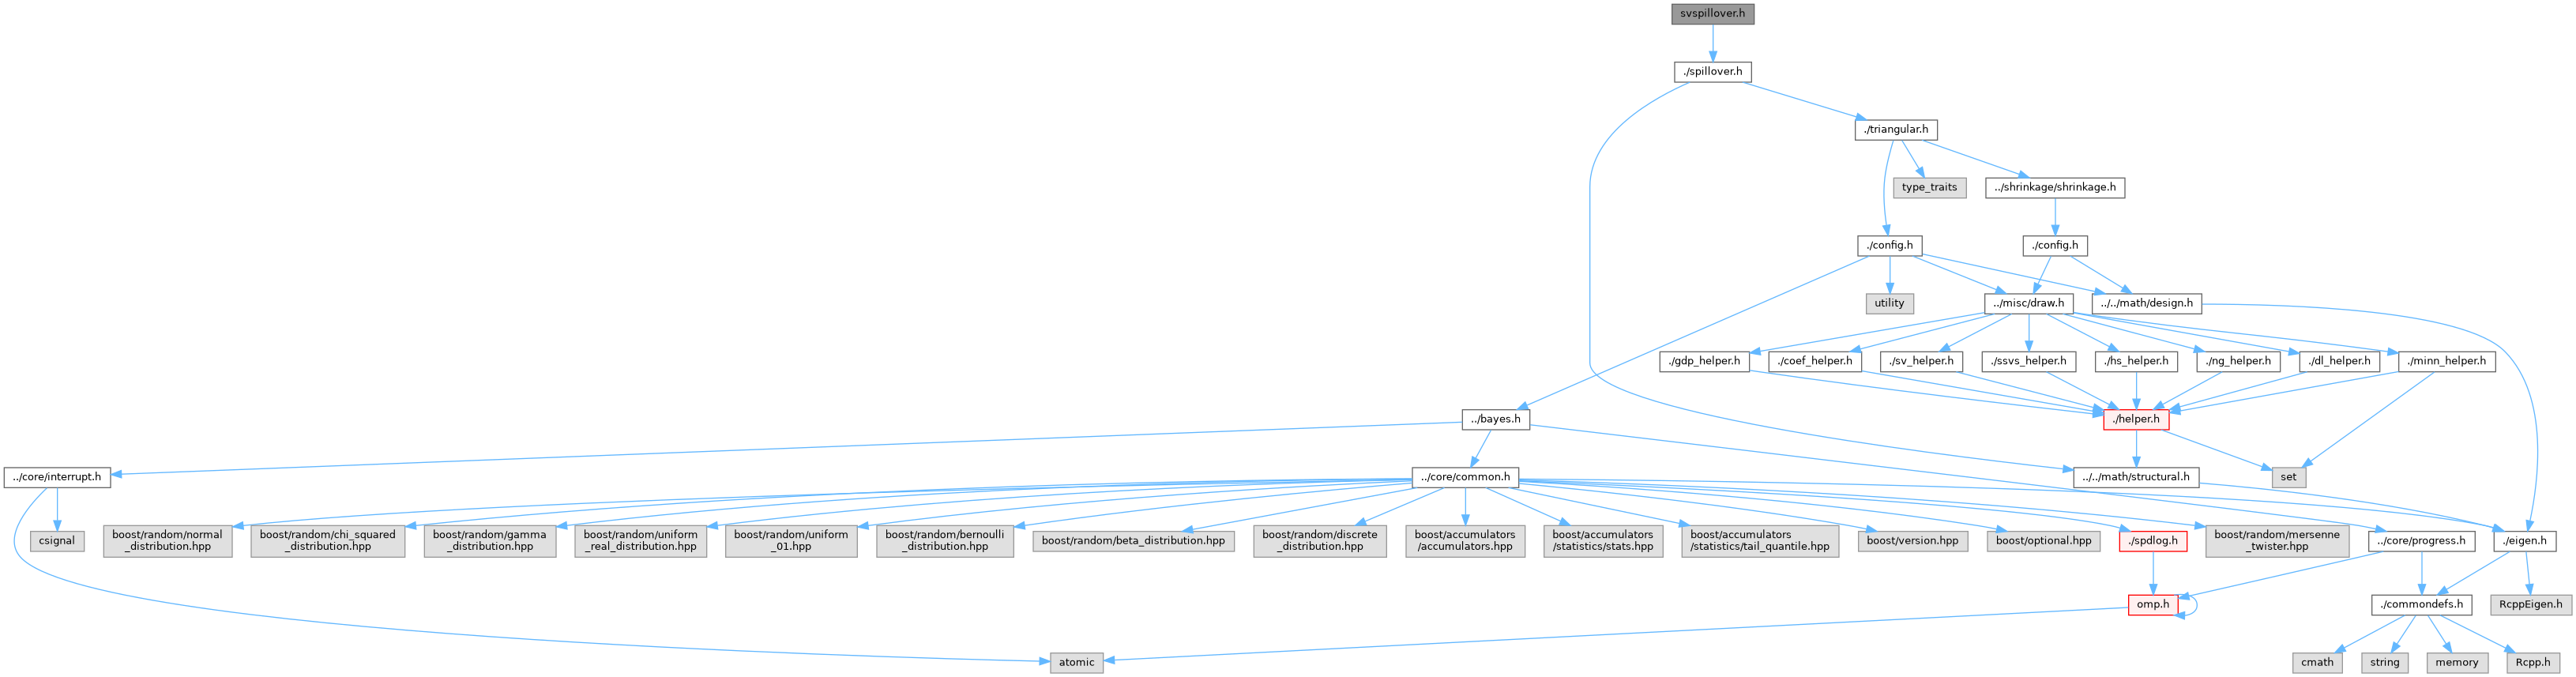 svspillover.h
./spillover.h
./triangular.h
type_traits
../shrinkage/shrinkage.h
./config.h
./config.h
utility
../misc/draw.h
../../math/design.h
./gdp_helper.h
./coef_helper.h
./sv_helper.h
./ssvs_helper.h
./hs_helper.h
./ng_helper.h
./dl_helper.h
./minn_helper.h
../bayes.h
./helper.h
../core/interrupt.h
../core/common.h
../../math/structural.h
set
csignal
boost/random/normal
_distribution.hpp
boost/random/chi_squared
_distribution.hpp
boost/random/gamma
_distribution.hpp
boost/random/uniform
_real_distribution.hpp
boost/random/uniform
_01.hpp
boost/random/bernoulli
_distribution.hpp
boost/random/beta_distribution.hpp
boost/random/discrete
_distribution.hpp
boost/accumulators
/accumulators.hpp
boost/accumulators
/statistics/stats.hpp
boost/accumulators
/statistics/tail_quantile.hpp
boost/version.hpp
boost/optional.hpp
./spdlog.h
boost/random/mersenne
_twister.hpp
../core/progress.h
./eigen.h
omp.h
./commondefs.h
RcppEigen.h
atomic
cmath
string
memory
Rcpp.h